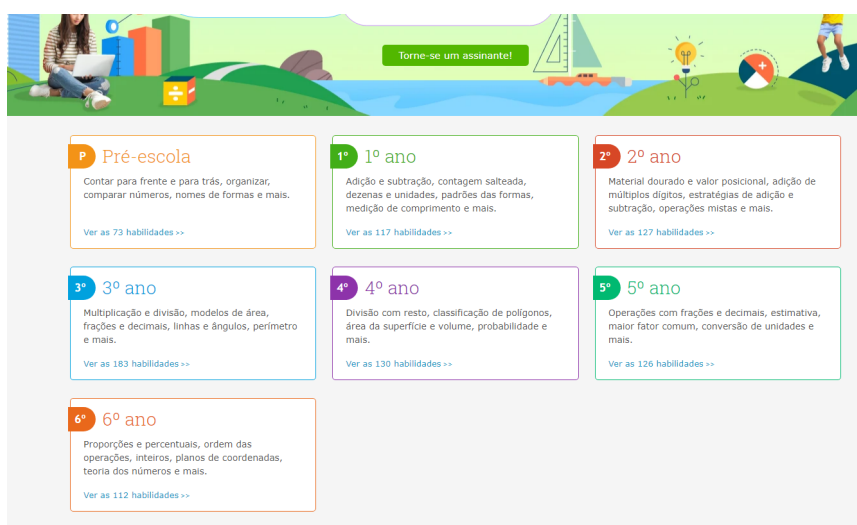 Torne-se um assinante!
P Pré-escola
Contar para frente e para trás, organizar,
comparar números, nomes de formas e mais.
Ver as 73 habilidades >>
1º 1º ano
Adição e subtração, contagem salteada,
dezenas e unidades, padrões das formas,
medição de comprimento e mais.
Ver as 117 habilidades >>
2º 2º ano
Material dourado e valor posicional, adição de
múltiplos dígitos, estratégias de adição e
subtração, operações mistas e mais.
Ver as 127 habilidades >>
3º 3º ano
Multiplicação e divisão, modelos de área,
frações e decimais, linhas e ângulos, perímetro
e mais.
Ver as 183 habilidades >>
4º 4º ano
Divisão com resto, classificação de polígonos,
área da superfície e volume, probabilidade e
mais.
Ver as 130 habilidades >>
5º 5º ano
Operações com frações e decimais, estimativa,
maior fator comum, conversão de unidades e
mais.
Ver as 126 habilidades >>
6º 6º ano
Proporções e percentuais, ordem das
operações, inteiros, planos de coordenadas,
teoria dos números e mais.
Ver as 112 habilidades >>